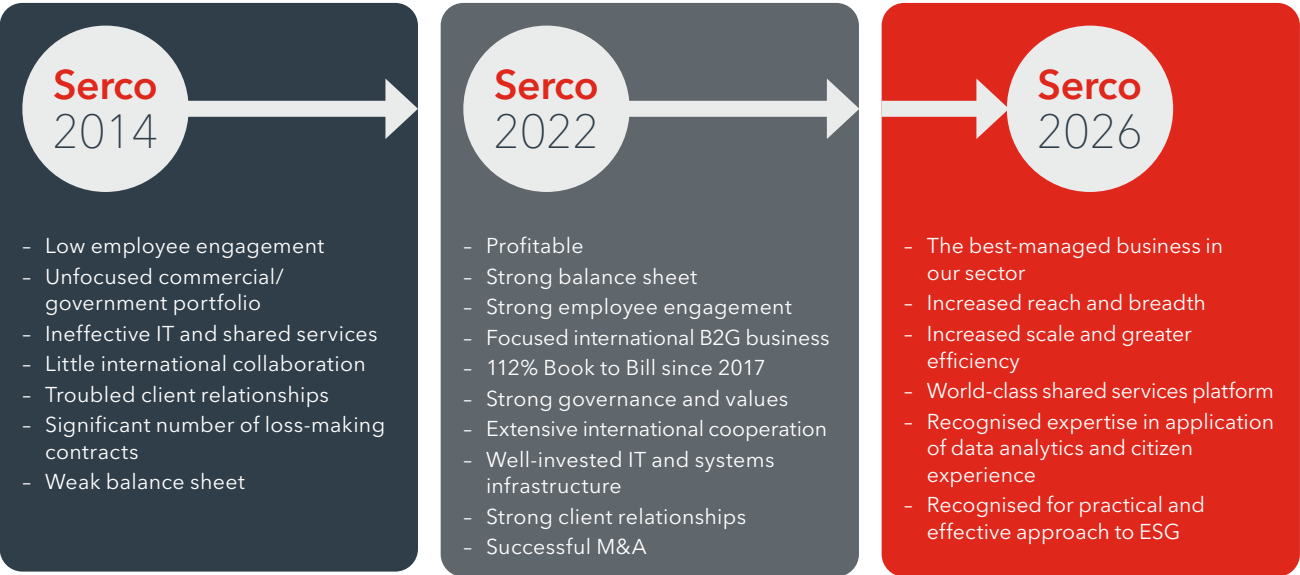 Serco
2014
– Low employee engagement
– Unfocused commercial/
government portfolio
– Ineffective IT and shared services
– Little international collaboration
– Troubled client relationships
– Significant number of loss-making
contracts
– Weak balance sheet
Serco
2022
– Profitable
– Strong balance sheet
– Strong employee engagement
– Focused international B2G business
– 112% Book to Bill since 2017
– Strong governance and values
– Extensive international cooperation
– Well-invested IT and systems
infrastructure
– Strong client relationships
– Successful M&A
Serco
2026
– The best-managed business in
our sector
– Increased reach and breadth
– Increased scale and greater
efficiency
– World-class shared services platform
– Recognised expertise in application
of data analytics and citizen
experience
– Recognised for practical and
effective approach to ESG